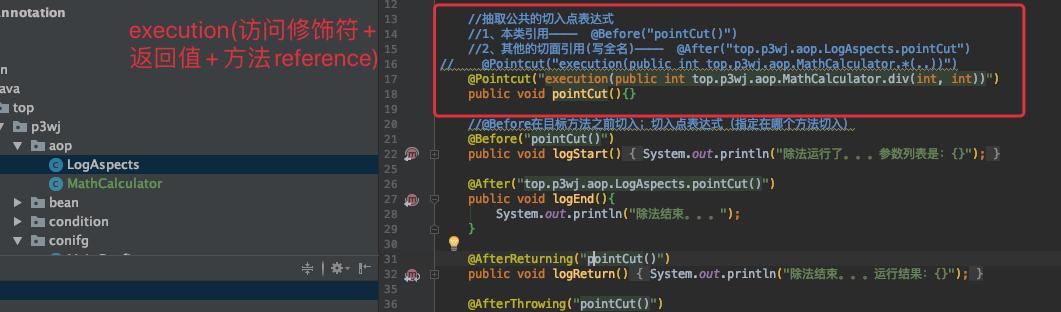 nnotation
on
ava
top
p3wj
aop
LogAspects
MathCalculator
bean
condition
conifg
execution(访问修饰符+
返回值+方法reference)
12
13 //抽取公共的切入点表达式
14 //1、本类引用———— @Before("pointCut()")
15 //2、其他的切面引用(写全名)———— @After("top.p3wj.aop.LogAspects.pointCut")
16 // @Pointcut("execution(public int top.p3wj.aop.MathCalculator.*(..))")
17 @Pointcut("execution(public int top.p3wj.aop.MathCalculator.div(int, int))")
18 public void pointCut(){}
19
20 //@Before在目标方法之前切入；切入点表达式（指定在哪个方法切入）
21 @Before("pointCut()")
22 public void logStart() { System.out.println("除法运行了。。。参数列表是：{}"); }
25
26 @After("top.p3wj.aop.LogAspects.pointCut()")
27 public void logEnd(){
28 System.out.println("除法结束。。。");
29 }
30
31 @AfterReturning("pointCut()")
32 public void logReturn() { System.out.println("除法结束。。。运行结果：{}"); }
35
36 @AfterThrowing("pointCut()")